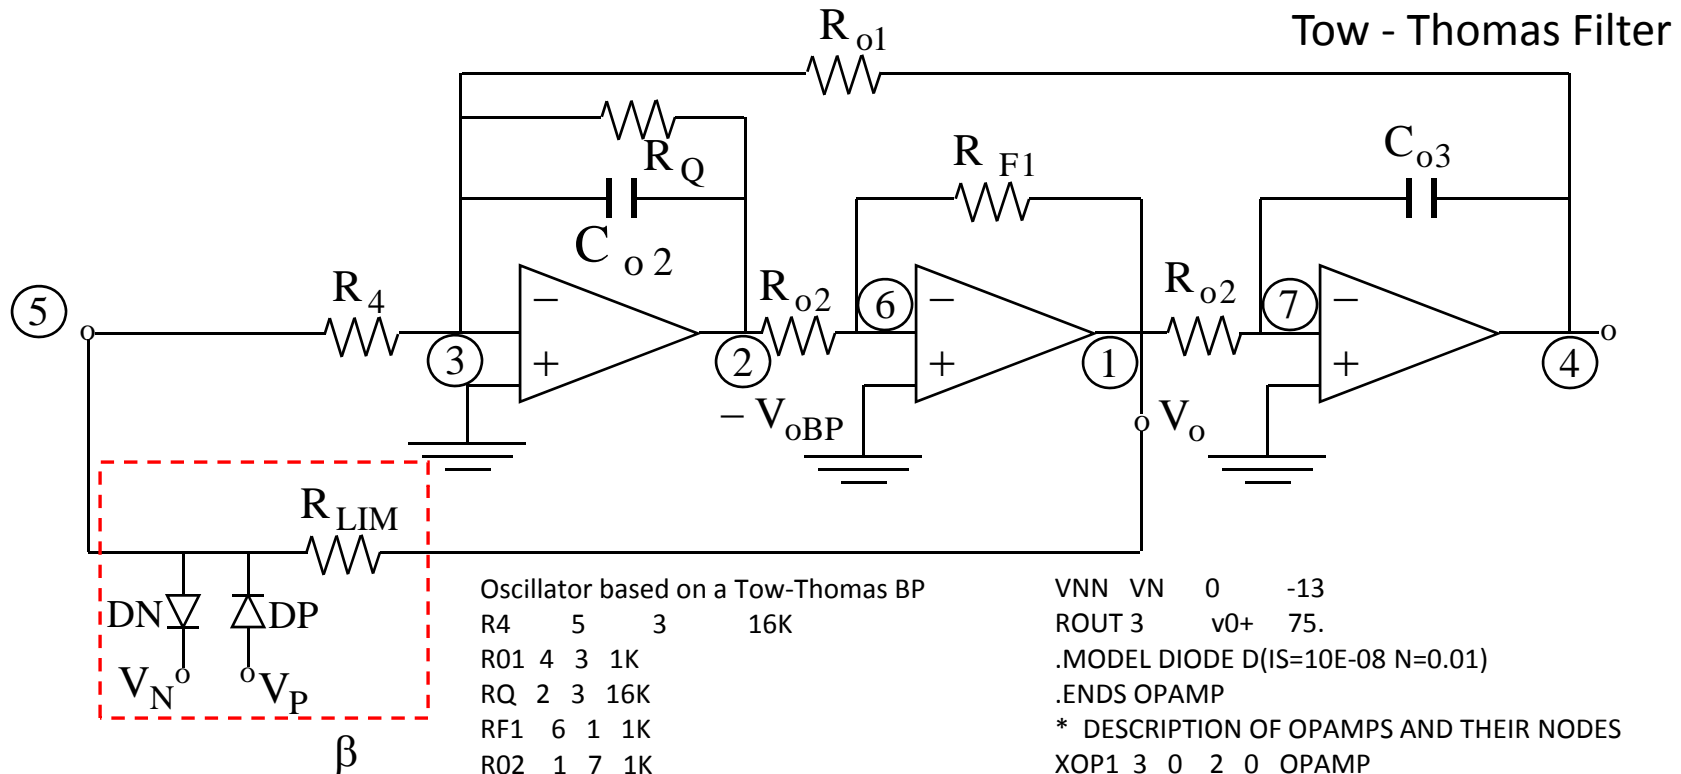 Tow - Thomas Filter
R o1
R Q
R F1
C o3
C o 2
R 4
R o2
R o2
5
3
2
6
1
7
4
−
+
−
+
−
+
− V oBP
V o
R LIM
DN
DP
V N
V P
β
Oscillator based on a Tow-Thomas BP
R4 5 3 16K
R01 4 3 1K
RQ 2 3 16K
RF1 6 1 1K
R02 1 7 1K
VNN VN 0 -13
ROUT 3 v0+ 75.
.MODEL DIODE D(IS=10E-08 N=0.01)
.ENDS OPAMP
* DESCRIPTION OF OPAMPS AND THEIR NODES
XOP1 3 0 2 0 OPAMP